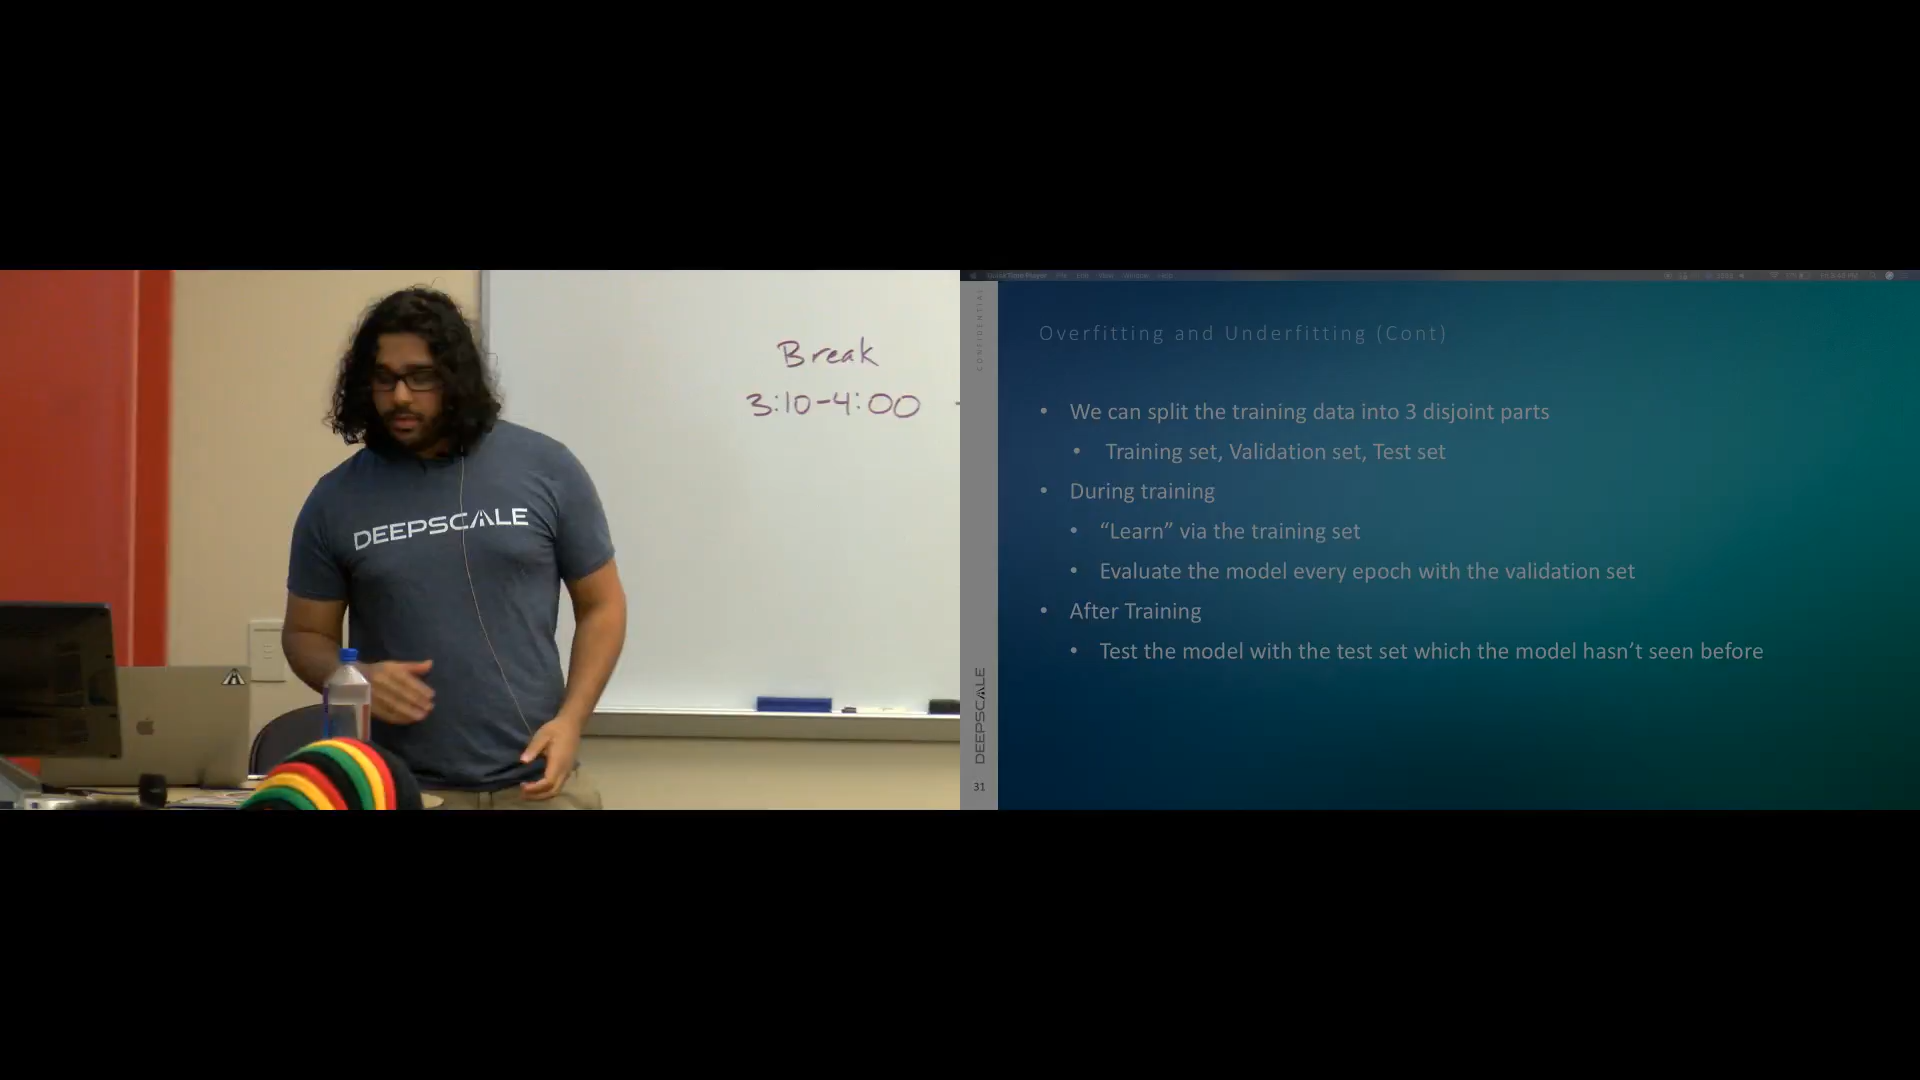 Break
3:10-4:00
DEEPSCALE
CONFIDENTIAL
Overfitting and Underfitting (Cont)
• We can split the training data into 3 disjoint parts
• Training set, Validation set, Test set
• During training
• “Learn” via the training set
• Evaluate the model every epoch with the validation set
• After Training
• Test the model with the test set which the model hasn’t seen before
DEEPSCALE
31